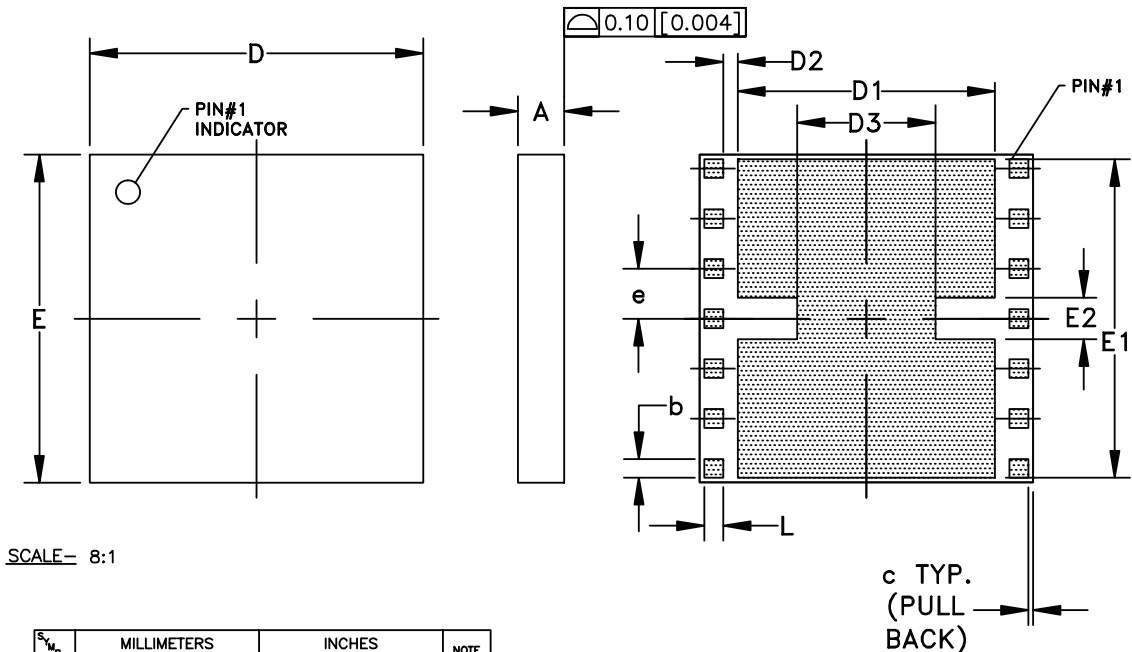 0.10 [0.004]
D
D2
D1
D3
A
PIN#1
INDICATOR
PIN#1
E
e
E2
E1
b
L
SCALE- 8:1
c TYP.
(PULL
BACK)
MILLIMETERS INCHES NOTE